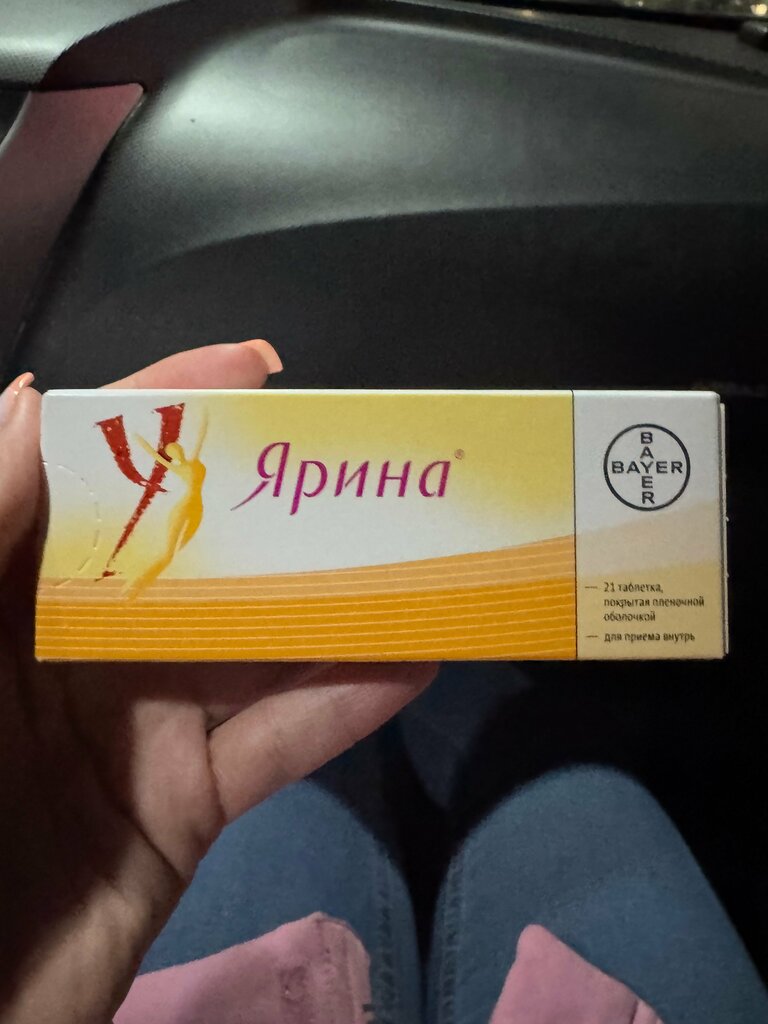 Ярина®
BAYER
BAYER
— 21 таблетка,
покрытая пленочной
оболочкой
— для приема внутрь